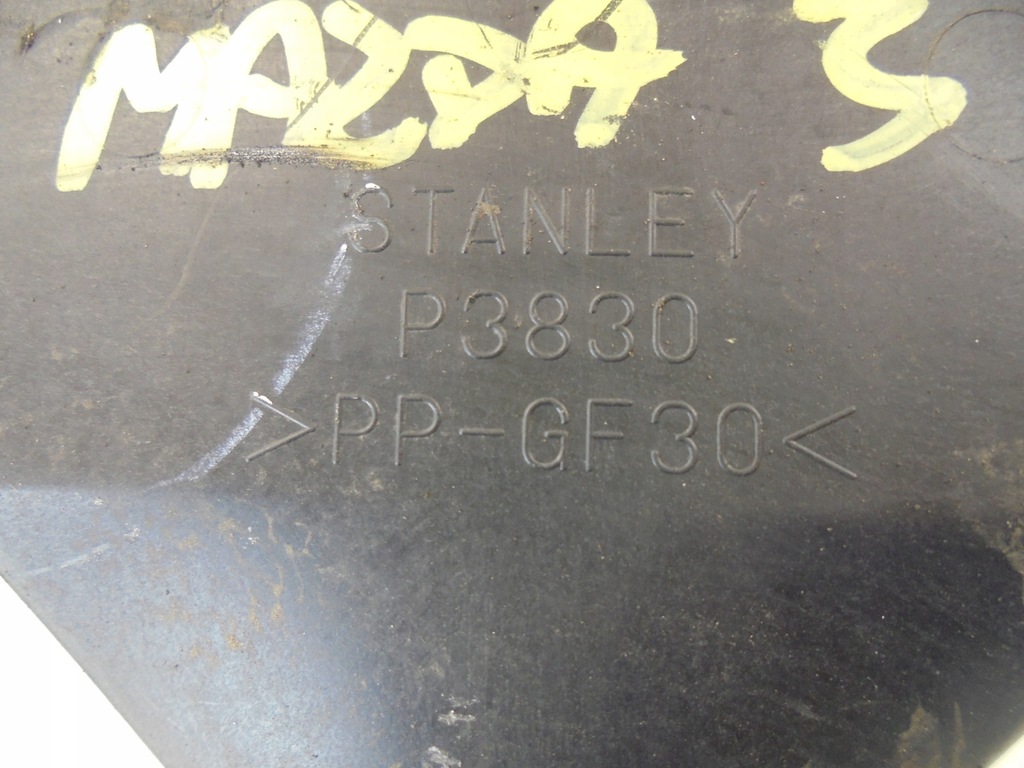 MAZDA 3
STANLEY
P3830
>PP-GF30<